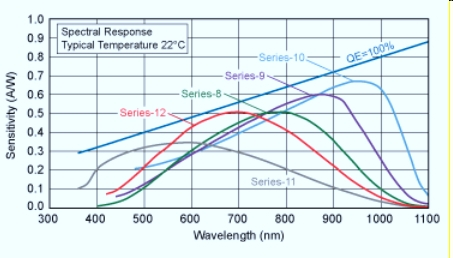 Spectral Response
Typical Temperature 22°C
Sensitivity (A/W)
1.0
0.9
0.8
0.7
0.6
0.5
0.4
0.3
0.2
0.1
0.0
QE=100%
Series-10
Series-9
Series-8
Series-12
Series-11
300 400 500 600 700 800 900 1000 1100
Wavelength (nm)